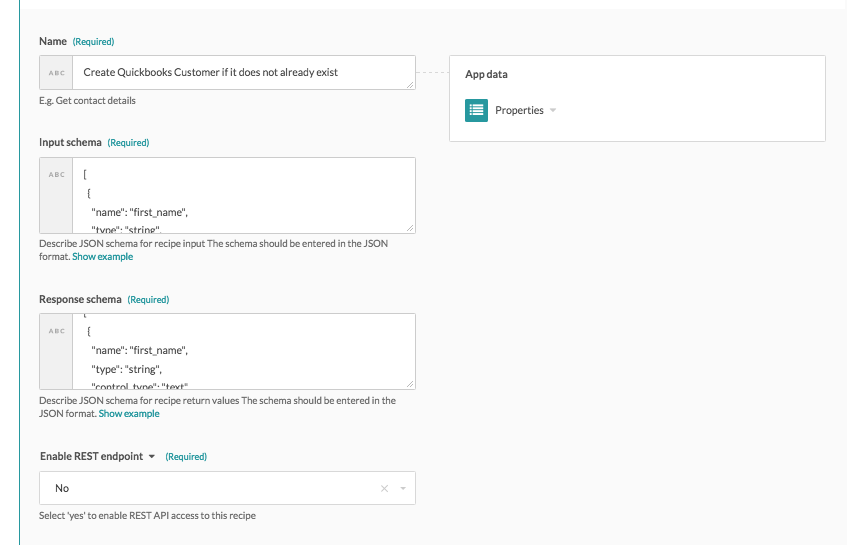 Name (Required)
ABC
Create Quickbooks Customer if it does not already exist
E.g. Get contact details
App data
Properties
Input schema (Required)
ABC
[
{
"name": "first_name",
"type": "string",
Describe JSON schema for recipe input The schema should be entered in the JSON
format. Show example
Response schema (Required)
ABC
[
{
"name": "first_name",
"type": "string",
"control_type": "text"
Describe JSON schema for recipe return values The schema should be entered in the
JSON format. Show example
Enable REST endpoint (Required)
No
Select 'yes' to enable REST API access to this recipe